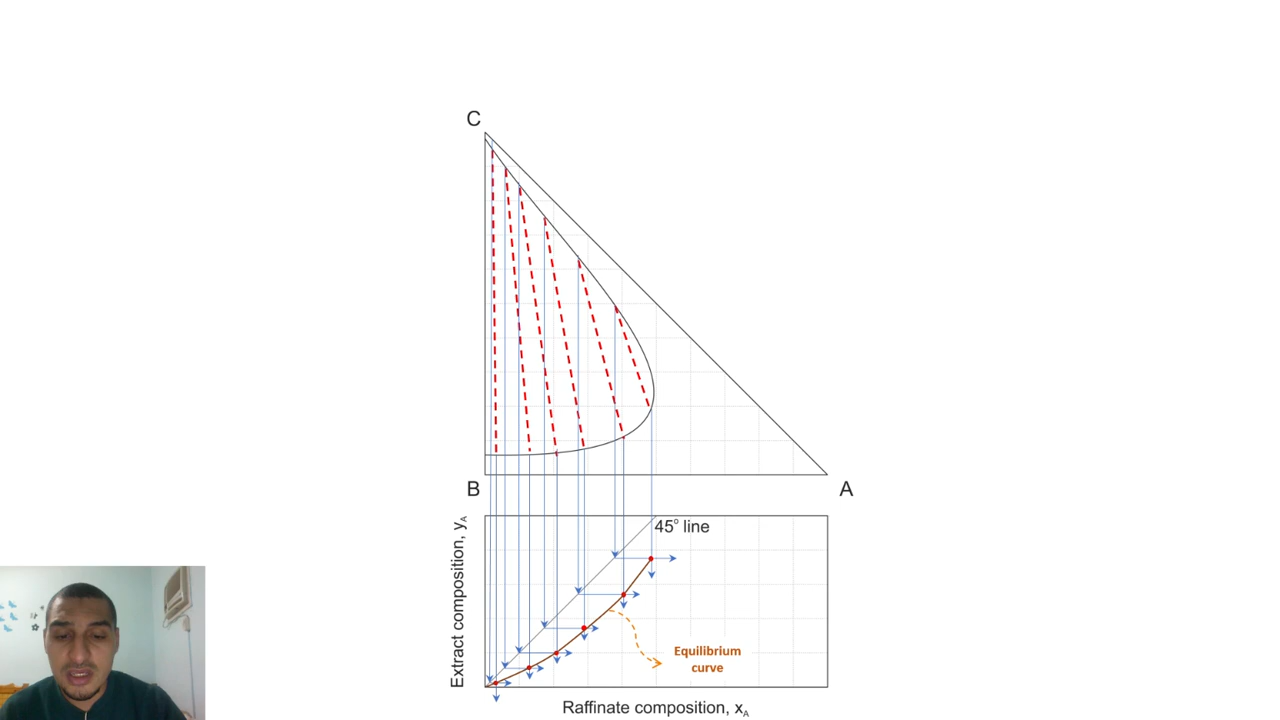 C
B
A
45° line
Extract composition, yA
Equilibrium
curve
Raffinate composition, xA